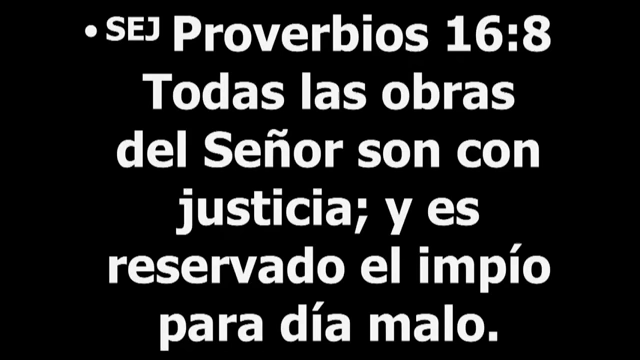 • SEJ Proverbios 16:8
Todas las obras
del Señor son con
justicia; y es
reservado el impío
para día malo.